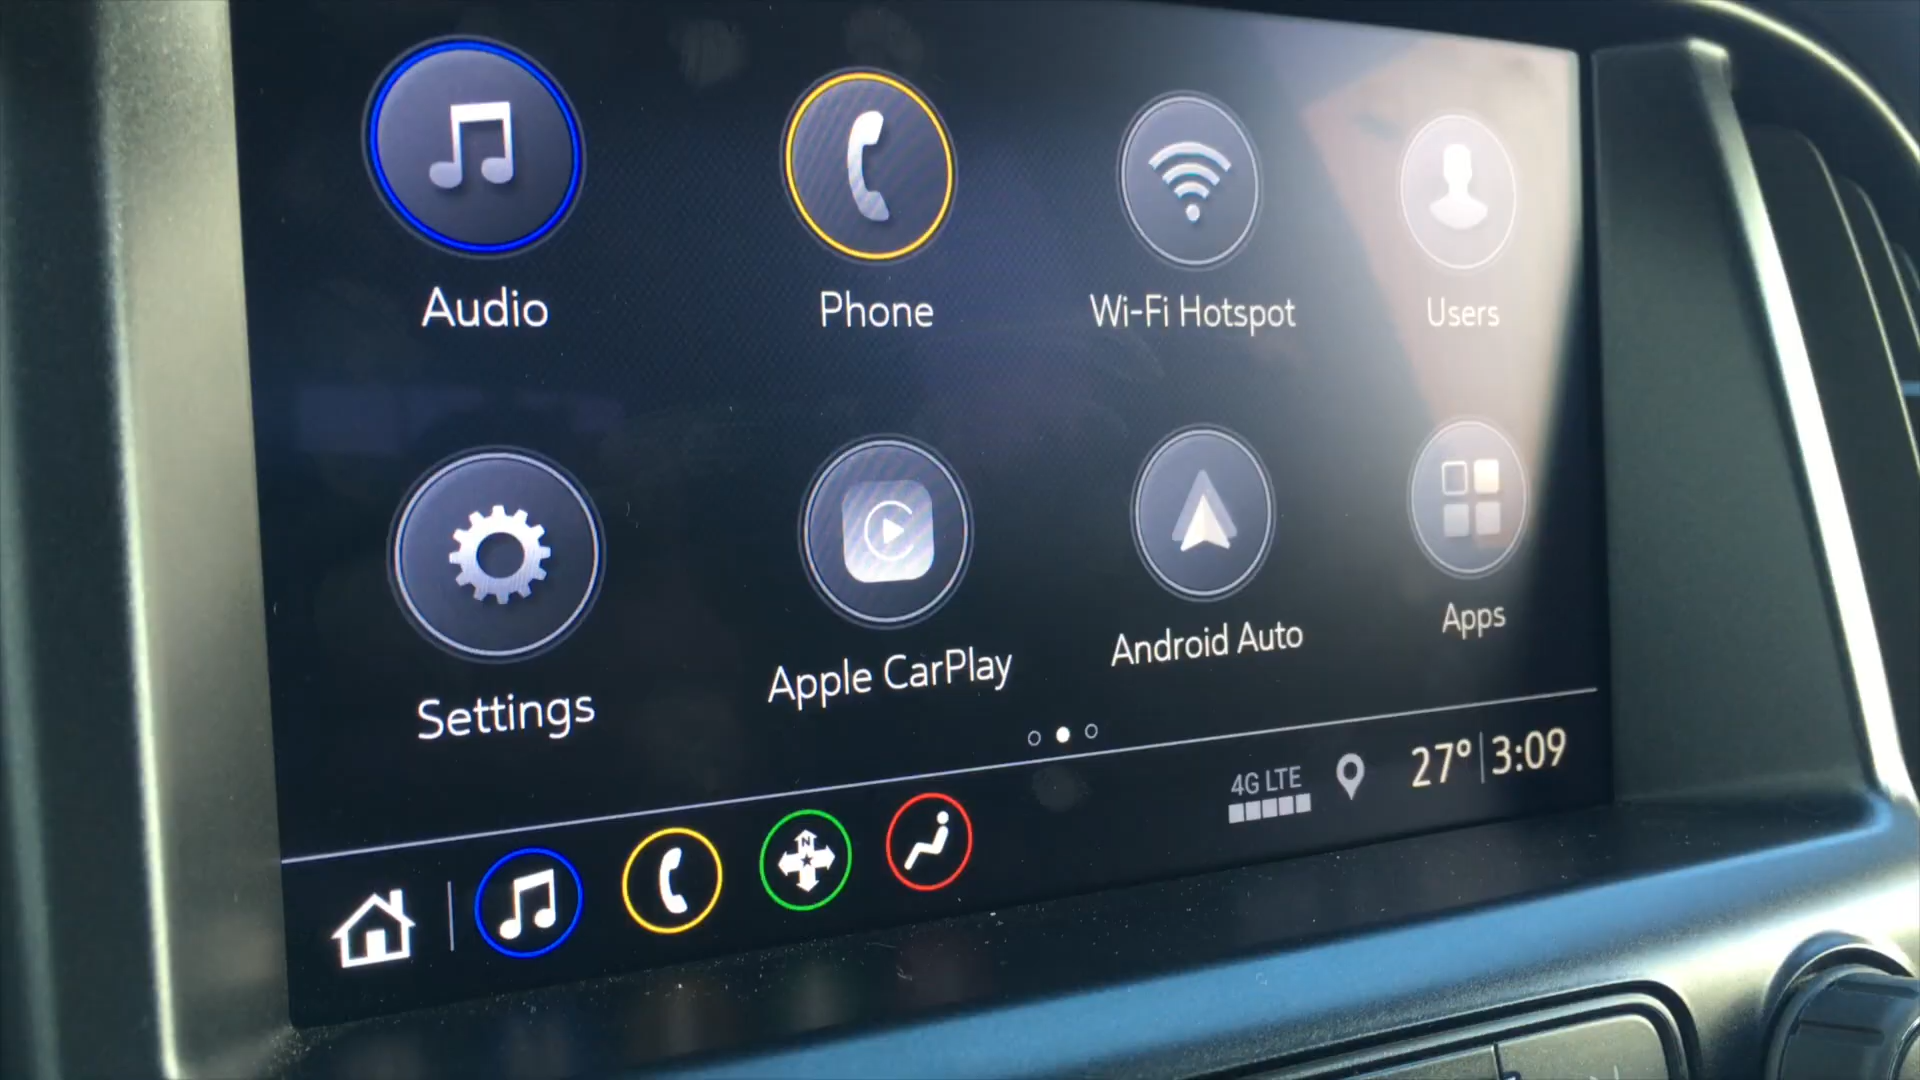 Audio
Phone
Wi-Fi Hotspot
Users
Settings
Apple CarPlay
Android Auto
Apps
N
4G LTE
27° 3:09